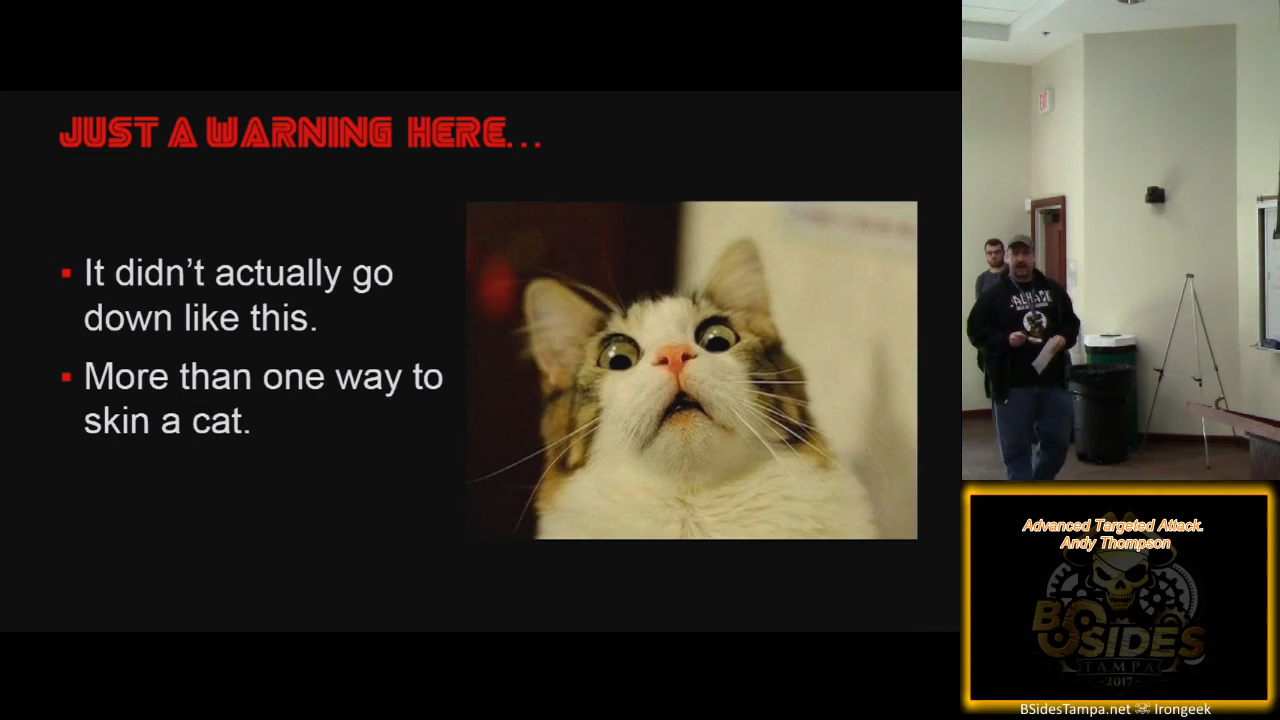 JUST A WARNING HERE...
▪ It didn’t actually go
down like this.
▪ More than one way to
skin a cat.
EXIT
Advanced Targeted Attack.
Andy Thompson
BSIDES
TAMPA
2017
BSidesTampa.net ☠ Irongeek